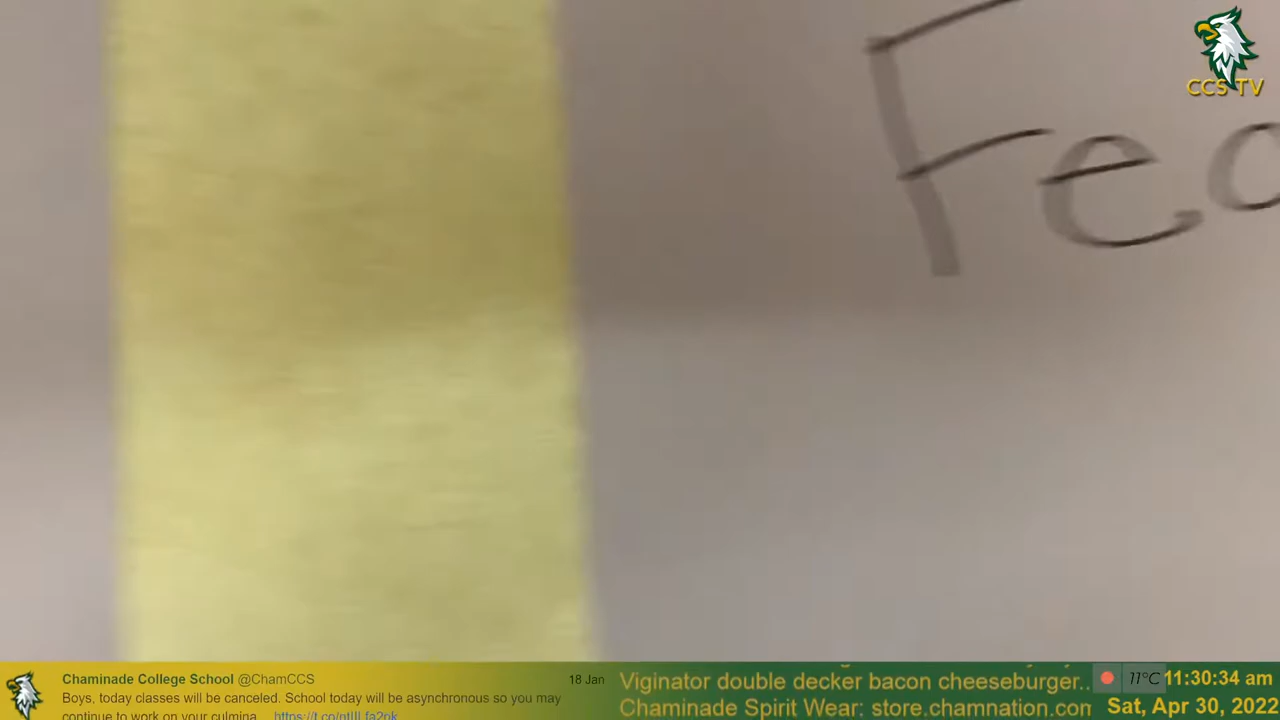 Fea
CCS TV
Chaminade College School @ChamCCS
18 Jan
Boys, today classes will be canceled. School today will be asynchronous so you may
continue to work on your culmina...
Viginator double decker bacon cheeseburger..
Chaminade Spirit Wear: store.chamnation.com
11°C
11:30:34 am
Sat, Apr 30, 2022